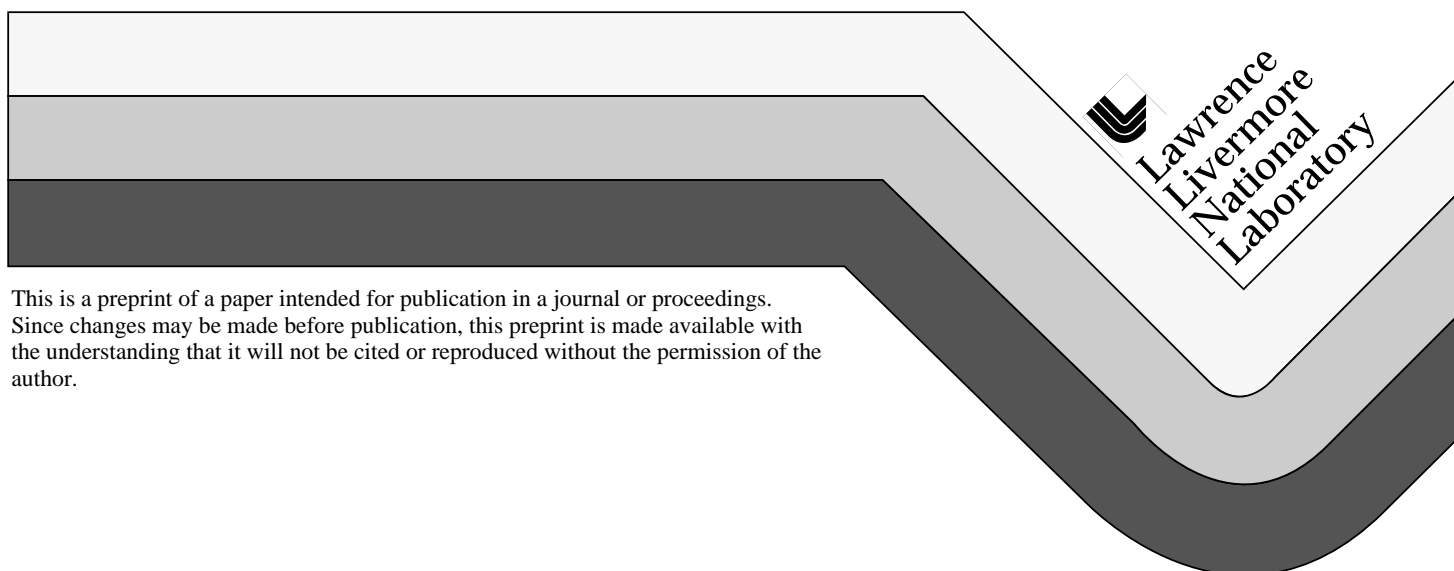 Lawrence
Livermore
National
Laboratory
This is a preprint of a paper intended for publication in a journal or proceedings.
Since changes may be made before publication, this preprint is made available with
the understanding that it will not be cited or reproduced without the permission of the
author.